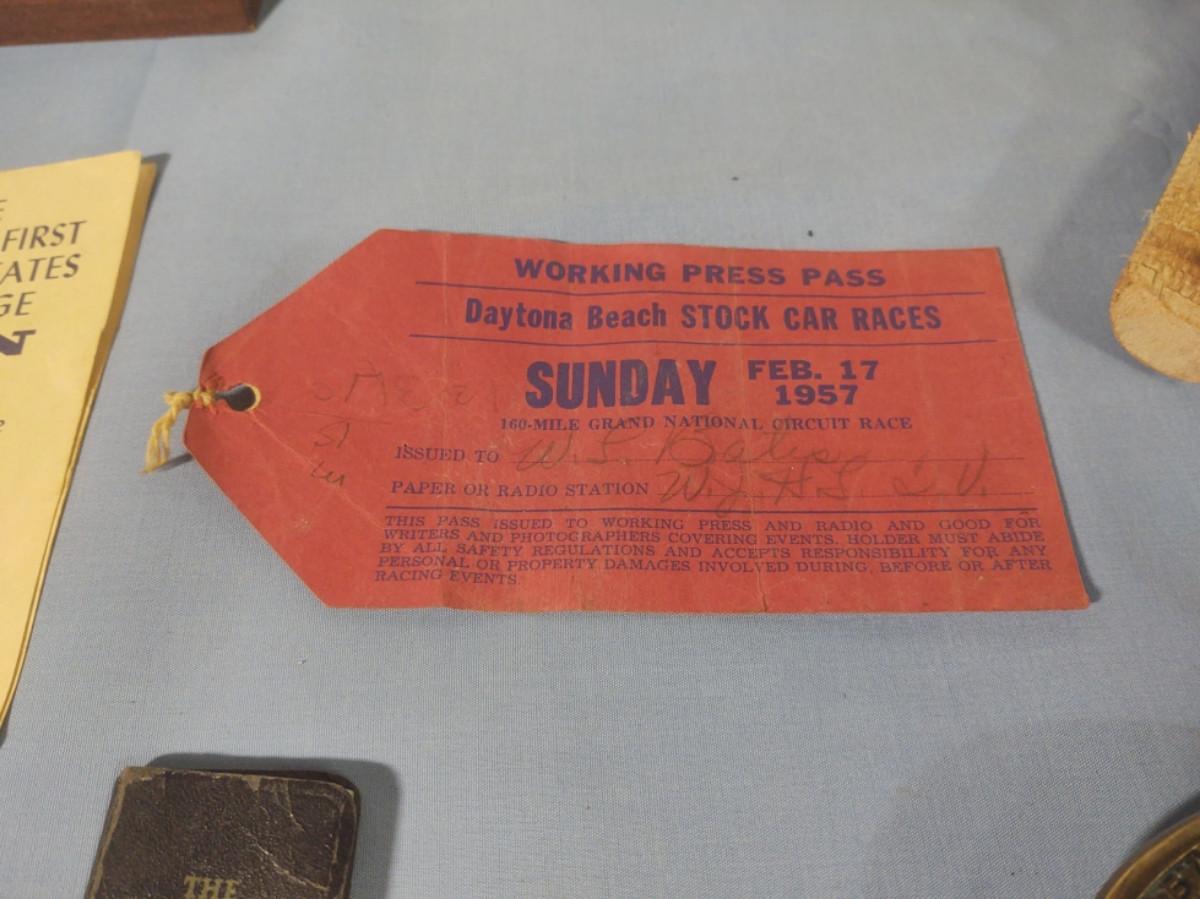 FIRST
GE
WORKING PRESS PASS
Daytona Beach STOCK CAR RACES
SUNDAY FEB. 17
1957
160-MILE GRAND NATIONAL CIRCUIT RACE
ISSUED TO W.S.
PAPER OR RADIO STATION W.J.H.L T.V.
THIS PASS ISSUED TO WORKING PRESS AND RADIO AND GOOD FOR
WRITERS AND PHOTOGRAPHERS COVERING EVENTS. HOLDER MUST ABIDE
BY ALL SAFETY REGULATIONS AND ACCEPTS RESPONSIBILITY FOR ANY
PERSONAL OR PROPERTY DAMAGES INVOLVED DURING, BEFORE OR AFTER
RACING EVENTS.
THE